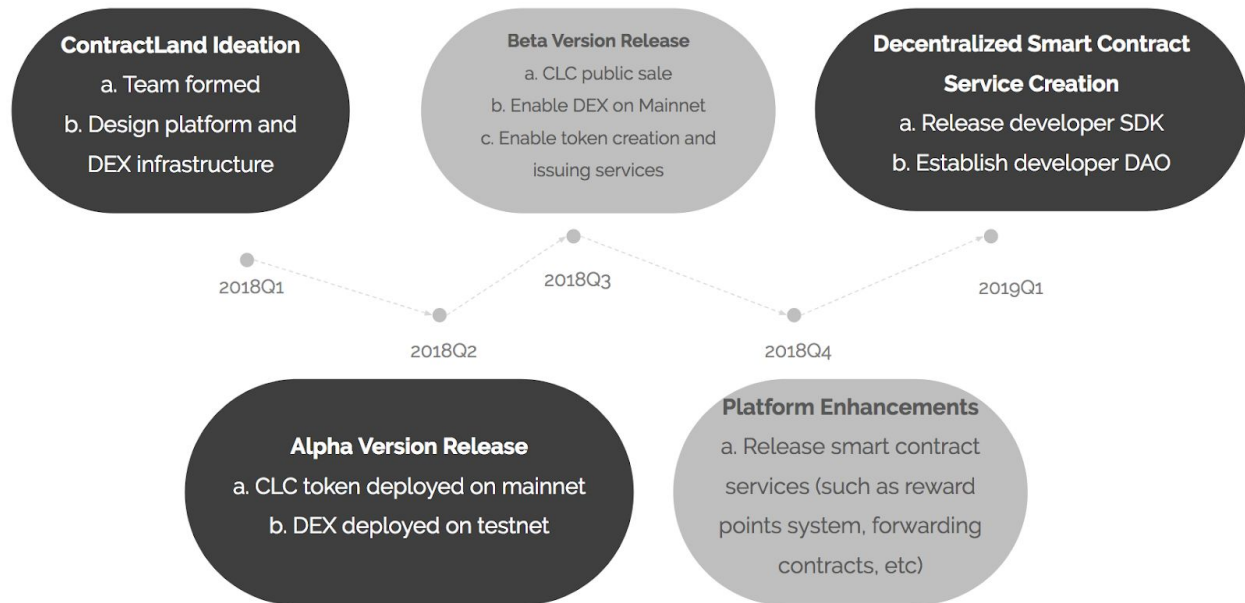 ContractLand Ideation
a. Team formed
b. Design platform and
DEX infrastructure
Beta Version Release
a. CLC public sale
b. Enable DEX on Mainnet
c. Enable token creation and
issuing services
Decentralized Smart Contract
Service Creation
a. Release developer SDK
b. Establish developer DAO
2018Q1
2018Q2
2018Q3
2018Q4
2019Q1
Alpha Version Release
a. CLC token deployed on mainnet
b. DEX deployed on testnet
Platform Enhancements
a. Release smart contract
services (such as reward
points system, forwarding
contracts, etc)